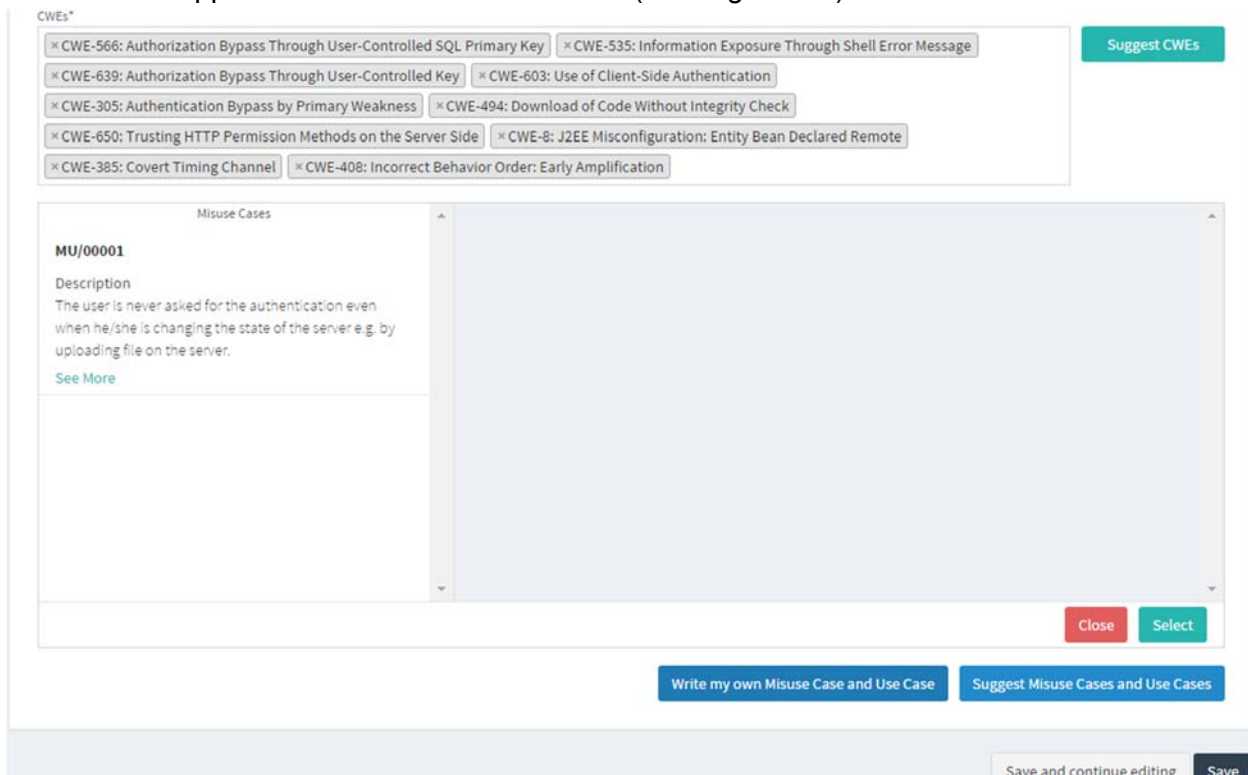 CWEs*
× CWE-566: Authorization Bypass Through User-Controlled SQL Primary Key × CWE-535: Information Exposure Through Shell Error Message
Suggest CWEs
× CWE-639: Authorization Bypass Through User-Controlled Key × CWE-603: Use of Client-Side Authentication
× CWE-305: Authentication Bypass by Primary Weakness × CWE-494: Download of Code Without Integrity Check
× CWE-650: Trusting HTTP Permission Methods on the Server Side × CWE-8: J2EE Misconfiguration: Entity Bean Declared Remote
× CWE-385: Covert Timing Channel × CWE-408: Incorrect Behavior Order: Early Amplification
Misuse Cases
MU/00001
Description
The user is never asked for the authentication even
when he/she is changing the state of the server e.g. by
uploading file on the server.
See More
Close Select
Write my own Misuse Case and Use Case Suggest Misuse Cases and Use Cases
Save and continue editing Save